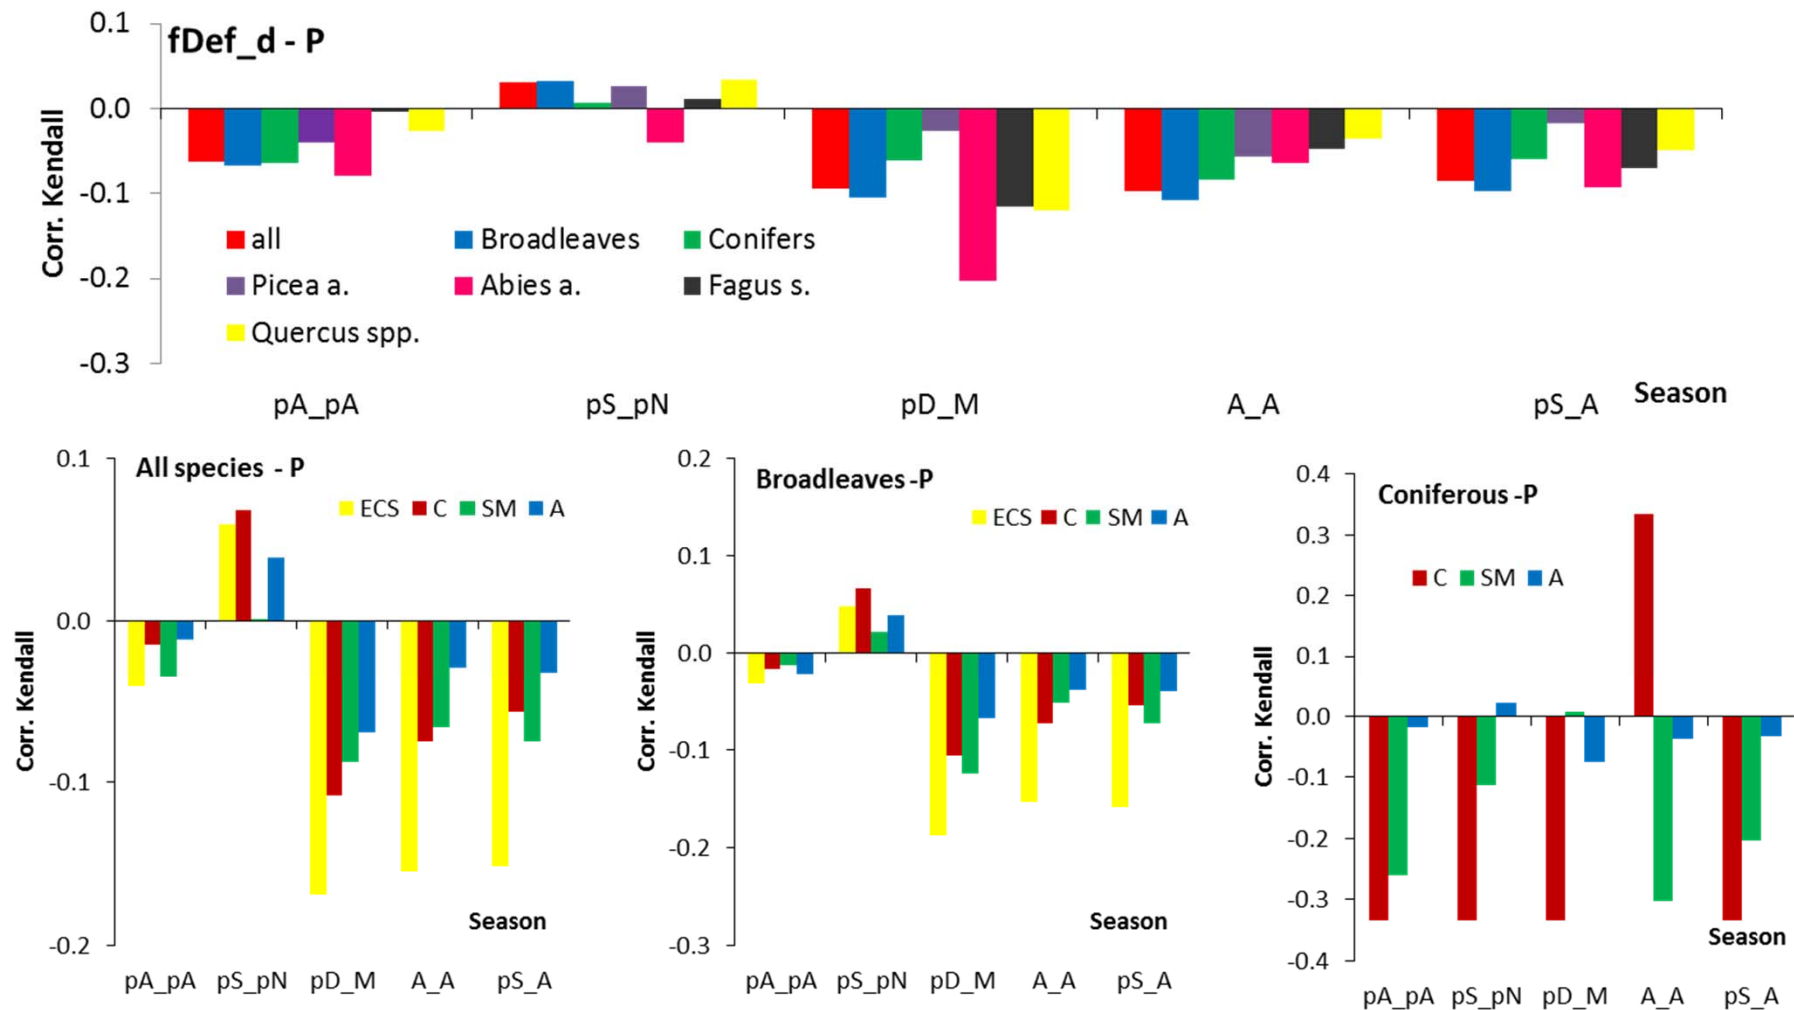 fDef_d - P
Corr. Kendall
0.1
0.0
-0.1
-0.2
-0.3
all Broadleaves Conifers
Picea a. Abies a. Fagus s.
Quercus spp.
pA_pA pS_pN pD_M A_A pS_A Season
All species - P
ECS C SM A
Corr. Kendall
0.1
0.0
-0.1
-0.2
Season
pA_pA pS_pN pD_M A_A pS_A
Broadleaves -P
ECS C SM A
Corr. Kendall
0.2
0.1
0.0
-0.1
-0.2
-0.3
Season
pA_pA pS_pN pD_M A_A pS_A
Coniferous -P
C SM A
Corr. Kendall
0.4
0.3
0.2
0.1
0.0
-0.1
-0.2
-0.3
-0.4
Season
pA_pA pS_pN pD_M A_A pS_A